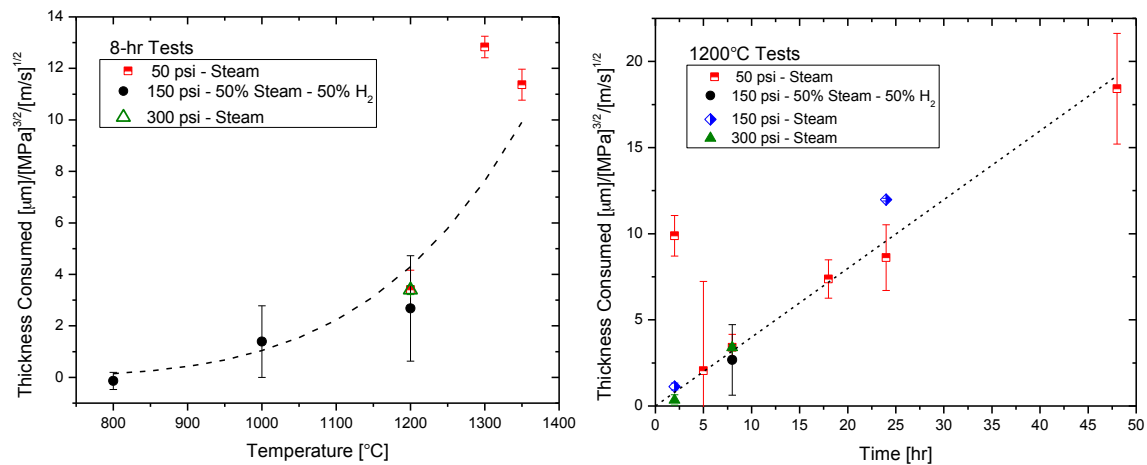 14
12
10
8
6
4
2
0
800 900 1000 1100 1200 1300 1400
Temperature [°C]
Thickness Consumed [μm]/[MPa]^3/2/[m/s]^1/2
8-hr Tests
50 psi - Steam
150 psi - 50% Steam - 50% H₂
300 psi - Steam
20
15
10
5
0
0 5 10 15 20 25 30 35 40 45 50
Time [hr]
Thickness Consumed [μm]/[MPa]^3/2/[m/s]^1/2
1200°C Tests
50 psi - Steam
150 psi - 50% Steam - 50% H₂
150 psi - Steam
300 psi - Steam